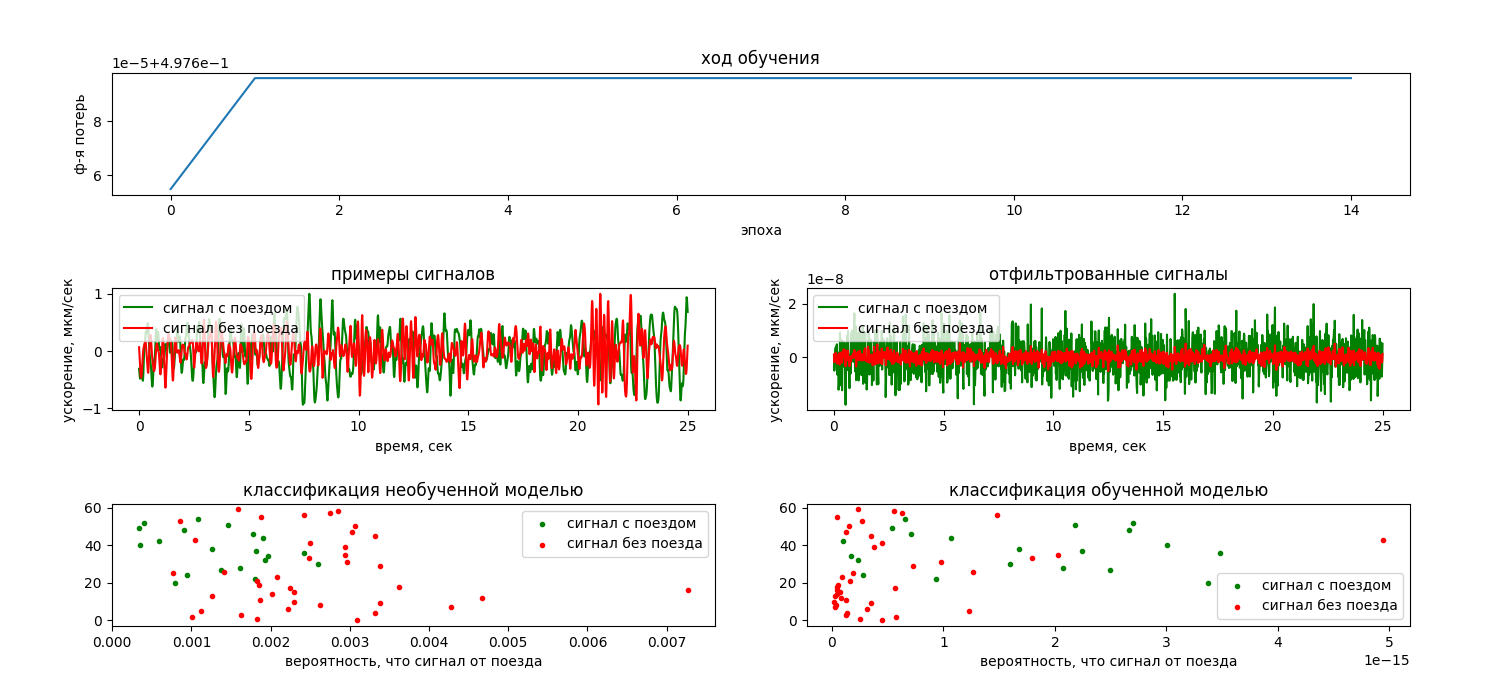 ход обучения
1e−5+4.976e−1
ф-я потерь
8
6
0 2 4 6 8 10 12 14
эпоха
примеры сигналов
ускорение, мкм/сек
1
0
−1
сигнал с поездом
сигнал без поезда
0 5 10 15 20 25
время, сек
отфильтрованные сигналы
1e−8
ускорение, мкм/сек
2
0
сигнал с поездом
сигнал без поезда
0 5 10 15 20 25
время, сек
классификация необученной моделью
60
40
20
0
сигнал с поездом
сигнал без поезда
0.000 0.001 0.002 0.003 0.004 0.005 0.006 0.007
вероятность, что сигнал от поезда
классификация обученной моделью
60
40
20
0
сигнал с поездом
сигнал без поезда
0 1 2 3 4 5
1e−15
вероятность, что сигнал от поезда